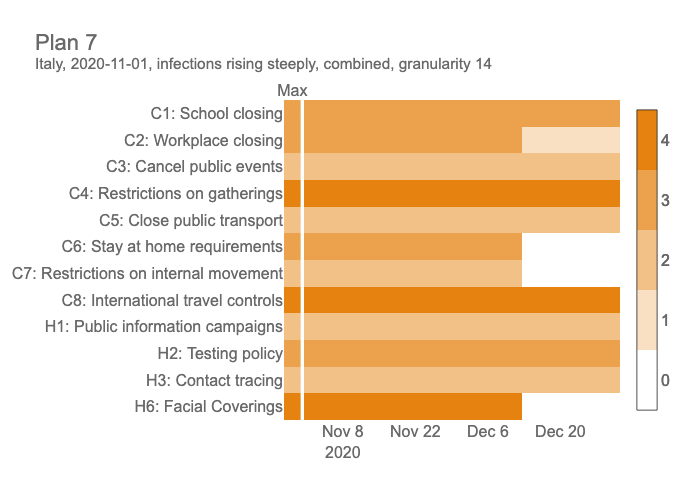 Plan 7
Italy, 2020-11-01, infections rising steeply, combined, granularity 14
Max
C1: School closing
C2: Workplace closing
C3: Cancel public events
C4: Restrictions on gatherings
C5: Close public transport
C6: Stay at home requirements
C7: Restrictions on internal movement
C8: International travel controls
H1: Public information campaigns
H2: Testing policy
H3: Contact tracing
H6: Facial Coverings
Nov 8 Nov 22 Dec 6 Dec 20
2020
4
3
2
1
0